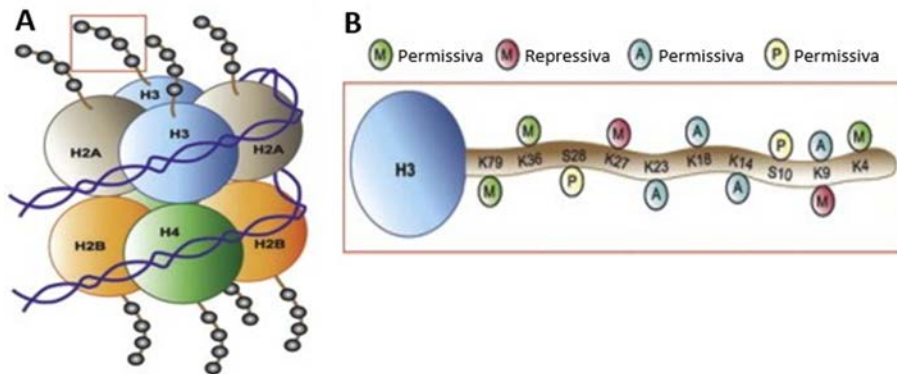 A
H3
H3
H2A
H2A
H2B
H4
H2B
B
M Permissiva M Repressiva A Permissiva P Permissiva
M M A P A M
H3 K79 K36 S28 K27 K23 K18 K14 S10 K9 K4
M P A A M